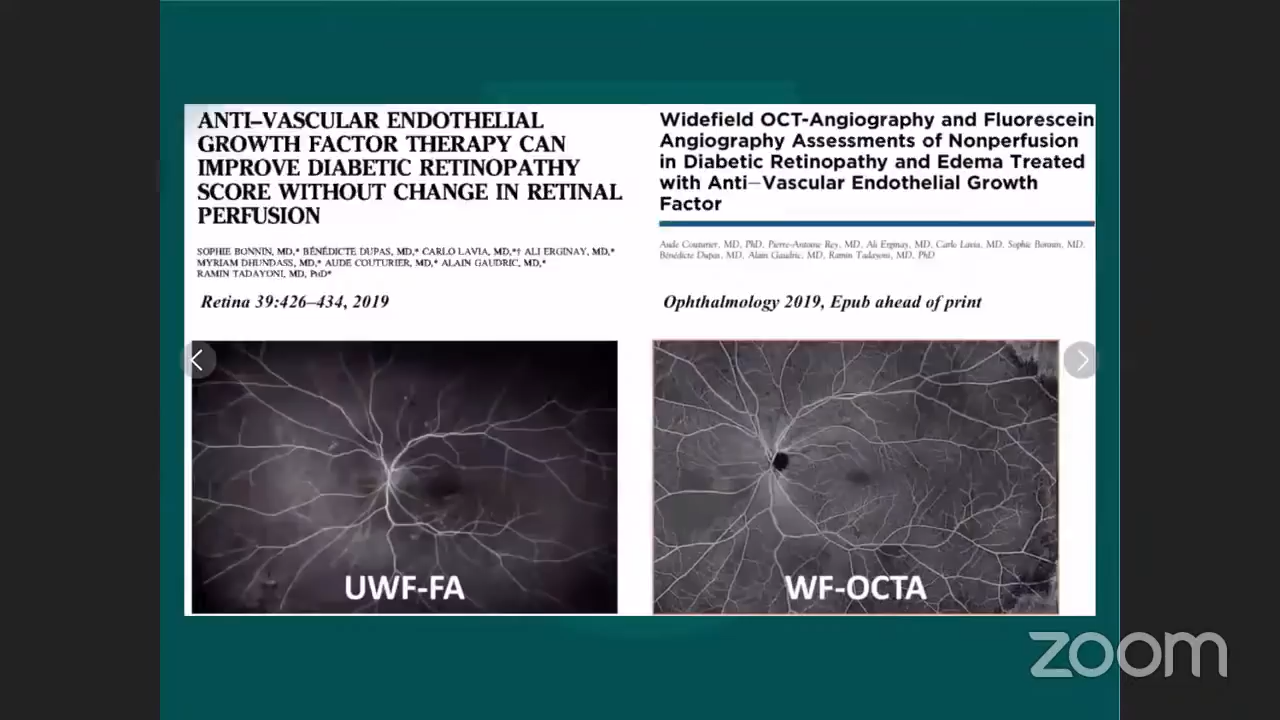 ANTI–VASCULAR ENDOTHELIAL
GROWTH FACTOR THERAPY CAN
IMPROVE DIABETIC RETINOPATHY
SCORE WITHOUT CHANGE IN RETINAL
PERFUSION
SOPHIE BONNIN, MD,* BÉNÉDICTE DUPAS, MD,* CARLO LAVIA, MD,*† ALI ERGINAY, MD,*
MYRIAM DHUNDASS, MD,* AUDE COUTURIER, MD,* ALAIN GAUDRIC, MD,*
RAMIN TADAYONI, MD, PhD*
Retina 39:426–434, 2019
Widefield OCT-Angiography and Fluorescein
Angiography Assessments of Nonperfusion
in Diabetic Retinopathy and Edema Treated
with Anti–Vascular Endothelial Growth
Factor
Aude Couturier, MD, PhD, Pierre-Antoine Rey, MD, Ali Erginay, MD, Carlo Lavia, MD, Sophie Bonnin, MD,
Bénédicte Dupas, MD, Alain Gaudric, MD, Ramin Tadayoni, MD, PhD
Ophthalmology 2019, Epub ahead of print
UWF-FA
WF-OCTA
zoom